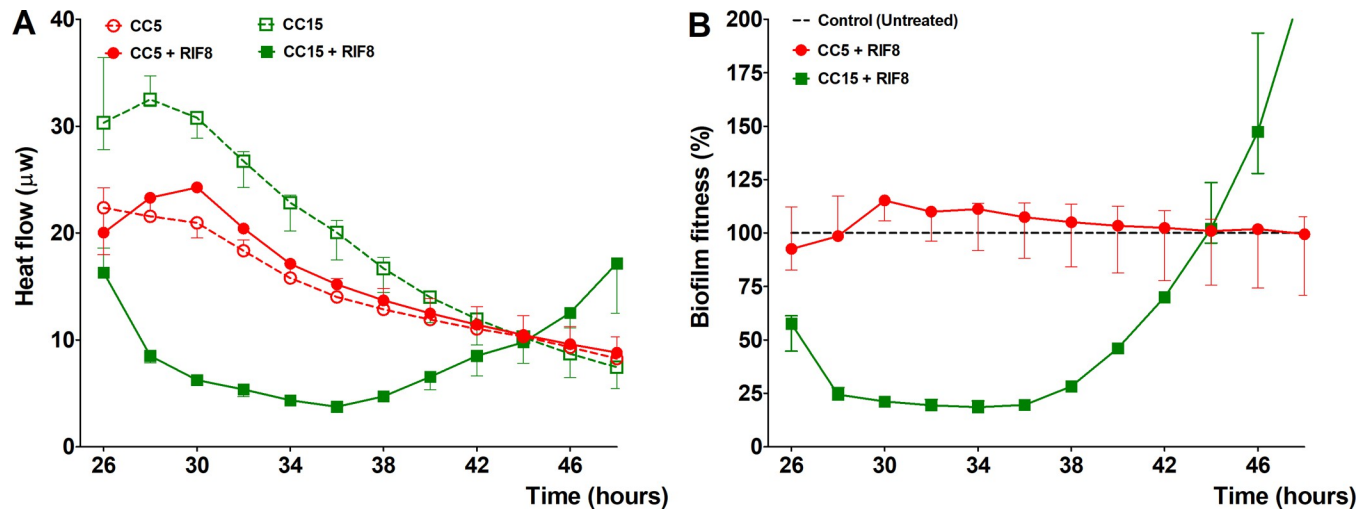 A
CC5
CC15
CC5 + RIF8
CC15 + RIF8
Heat flow (μw)
40
30
20
10
0
26
30
34
38
42
46
Time (hours)
B
Control (Untreated)
CC5 + RIF8
CC15 + RIF8
Biofilm fitness (%)
200
175
150
125
100
75
50
25
0
26
30
34
38
42
46
Time (hours)